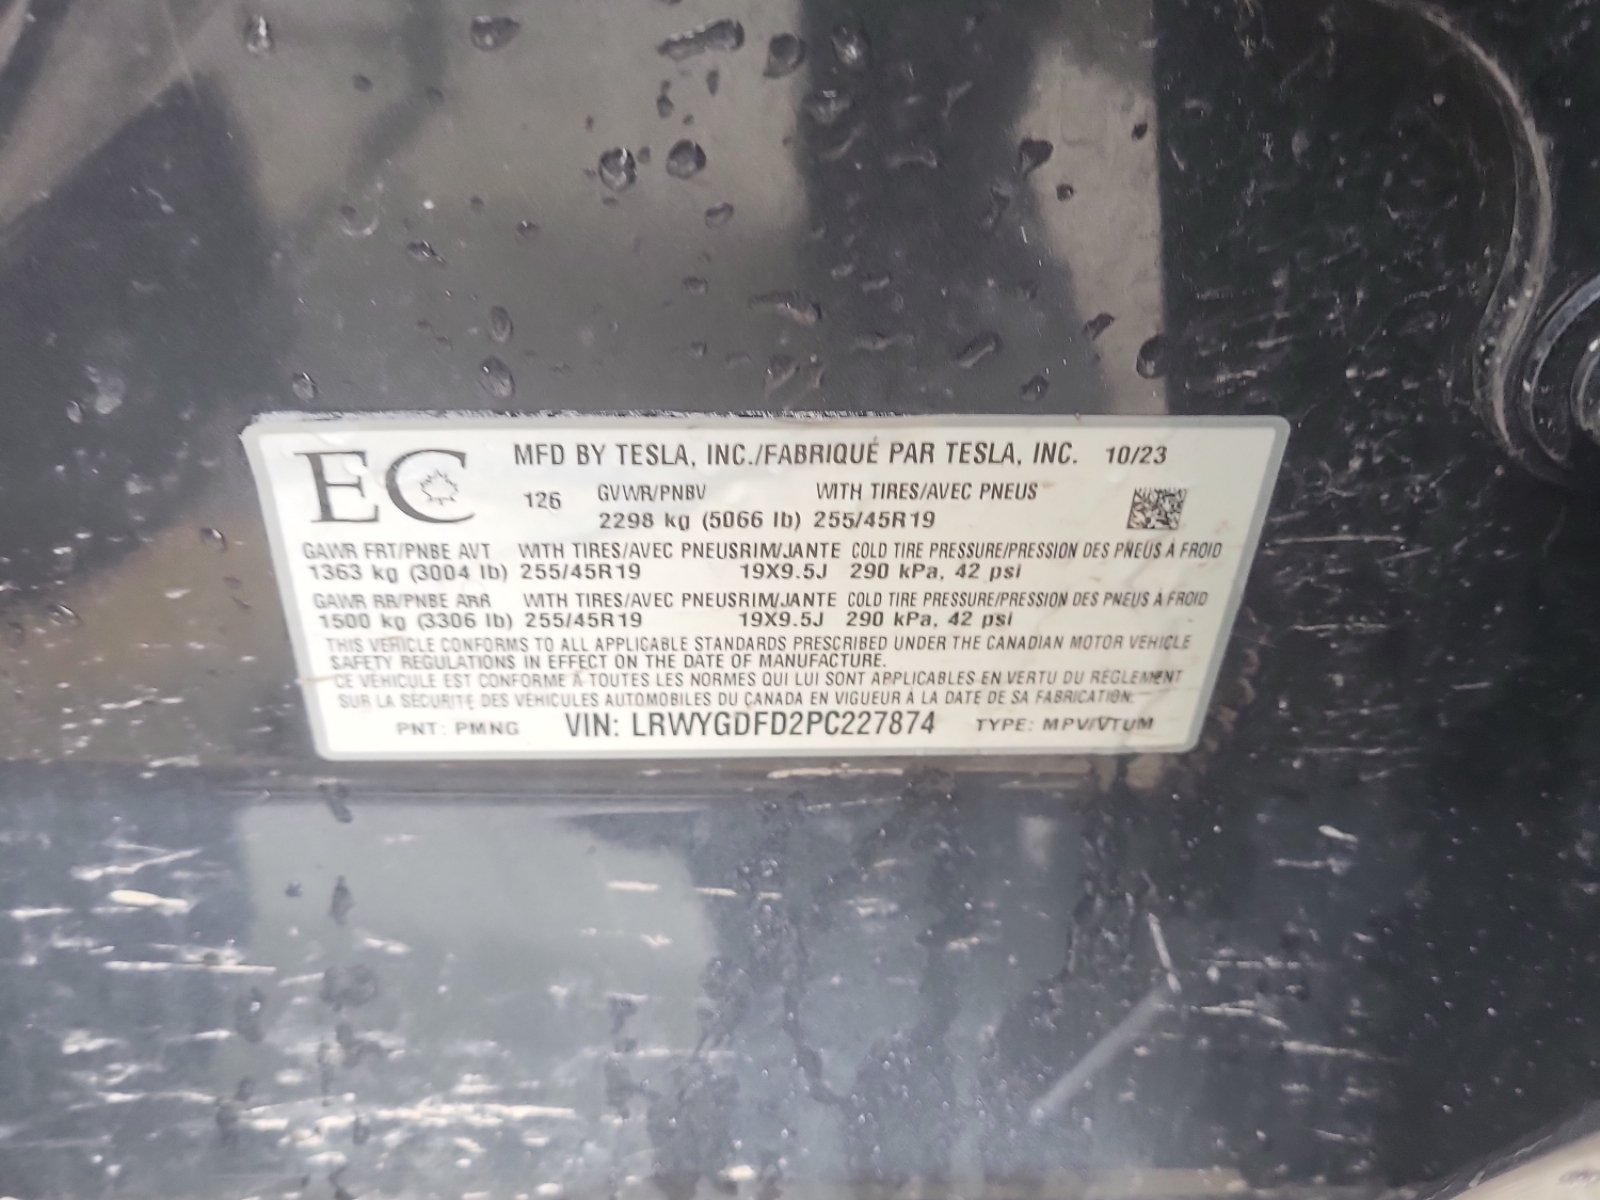 EC MFD BY TESLA, INC./FABRIQUÉ PAR TESLA, INC. 10/23
126 GVWR/PNBV WITH TIRES/AVEC PNEUS
2298 kg (5066 lb) 255/45R19
GAWR FRT/PNBE AVT WITH TIRES/AVEC PNEUS RIM/JANTE COLD TIRE PRESSURE/PRESSION DES PNEUS À FROID
1363 kg (3004 lb) 255/45R19 19X9.5J 290 kPa, 42 psi
GAWR RR/PNBE ARR WITH TIRES/AVEC PNEUS RIM/JANTE COLD TIRE PRESSURE/PRESSION DES PNEUS À FROID
1500 kg (3306 lb) 255/45R19 19X9.5J 290 kPa, 42 psi
THIS VEHICLE CONFORMS TO ALL APPLICABLE STANDARDS PRESCRIBED UNDER THE CANADIAN MOTOR VEHICLE
SAFETY REGULATIONS IN EFFECT ON THE DATE OF MANUFACTURE.
CE VÉHICULE EST CONFORME À TOUTES LES NORMES QUI LUI SONT APPLICABLES EN VERTU DU RÈGLEMENT
SUR LA SÉCURITÉ DES VÉHICULES AUTOMOBILES DU CANADA EN VIGUEUR À LA DATE DE SA FABRICATION.
PNT: PMNG VIN: LRWYGDFD2PC227874 TYPE: MPV/VTUM